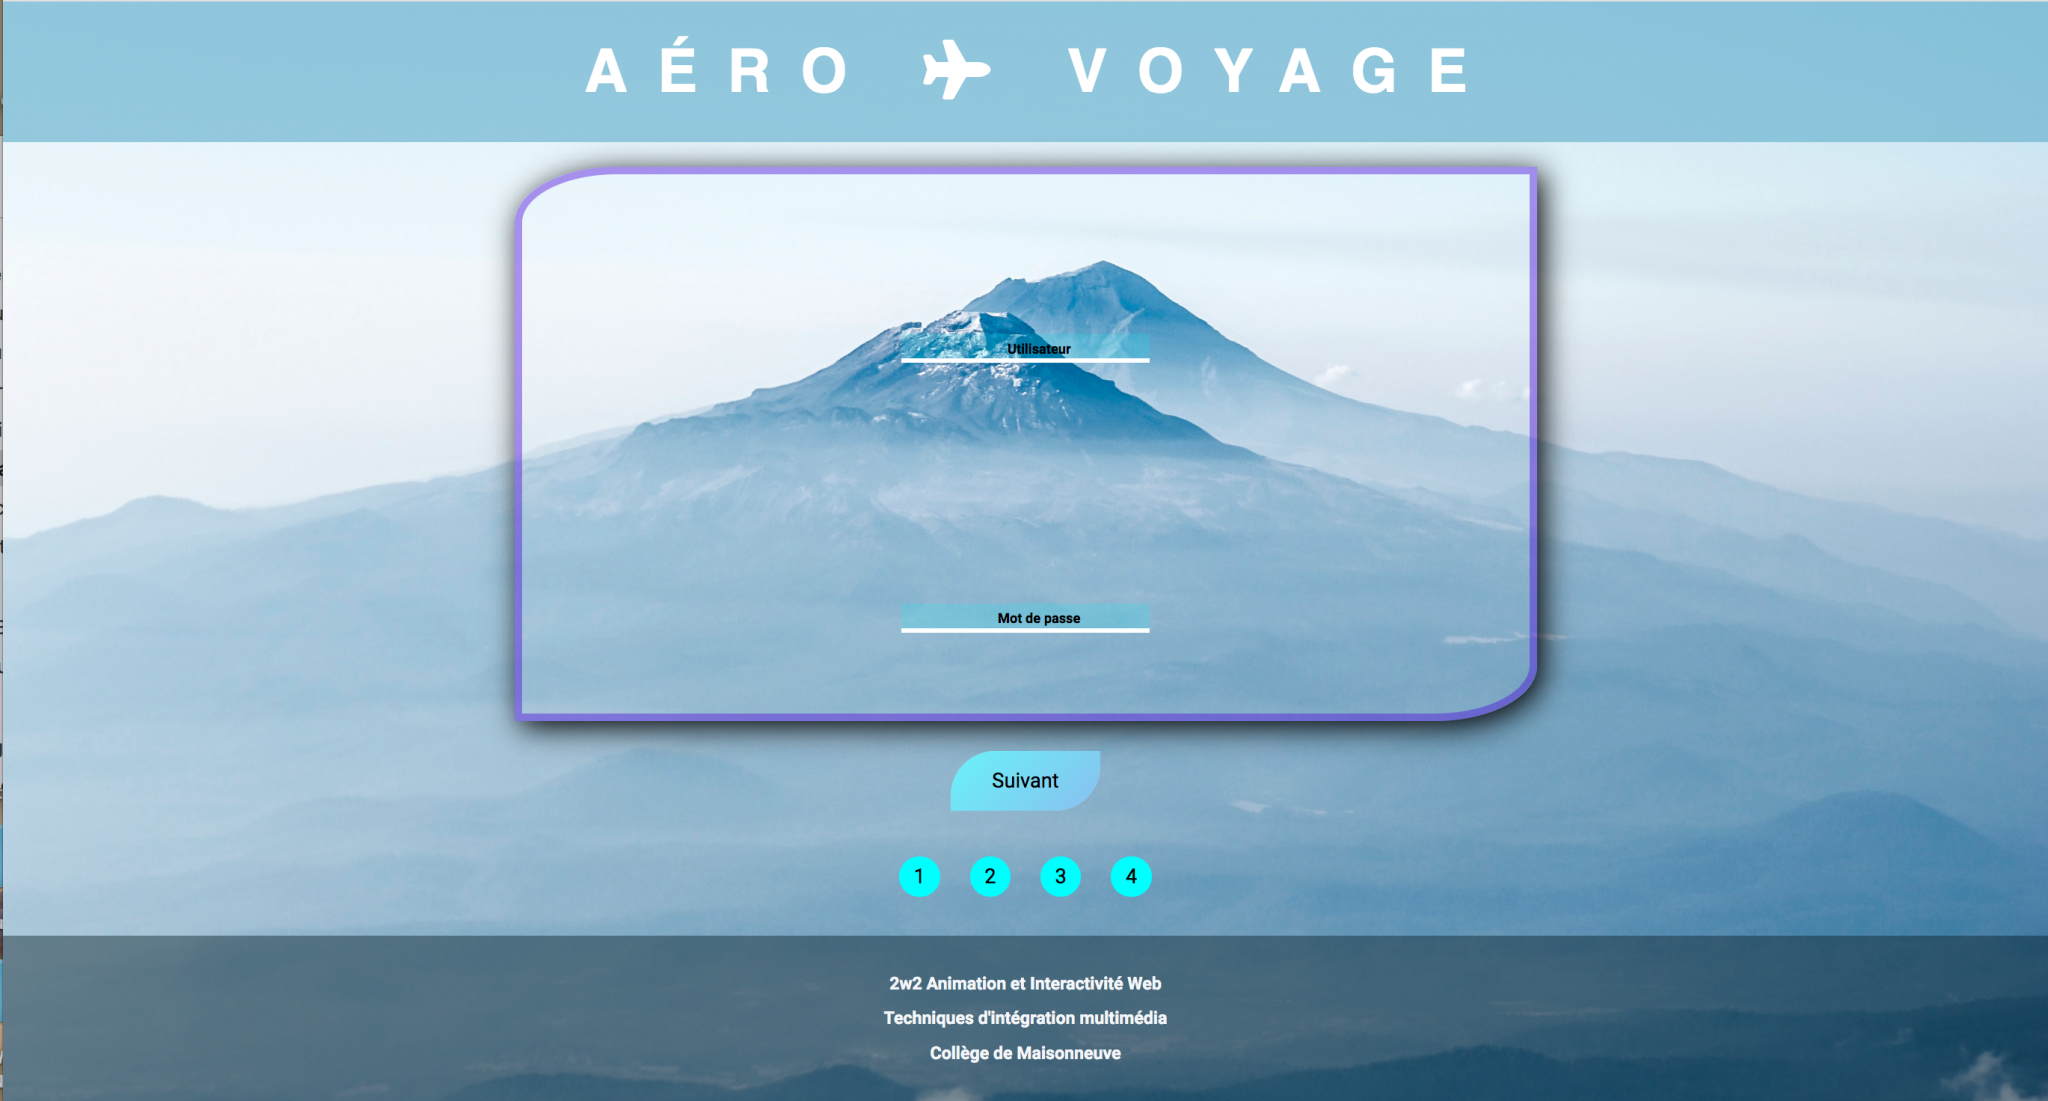 AÉRO VOYAGE
Utilisateur
Mot de passe
Suivant
1 2 3 4
2w2 Animation et Interactivité Web
Techniques d'intégration multimédia
Collège de Maisonneuve